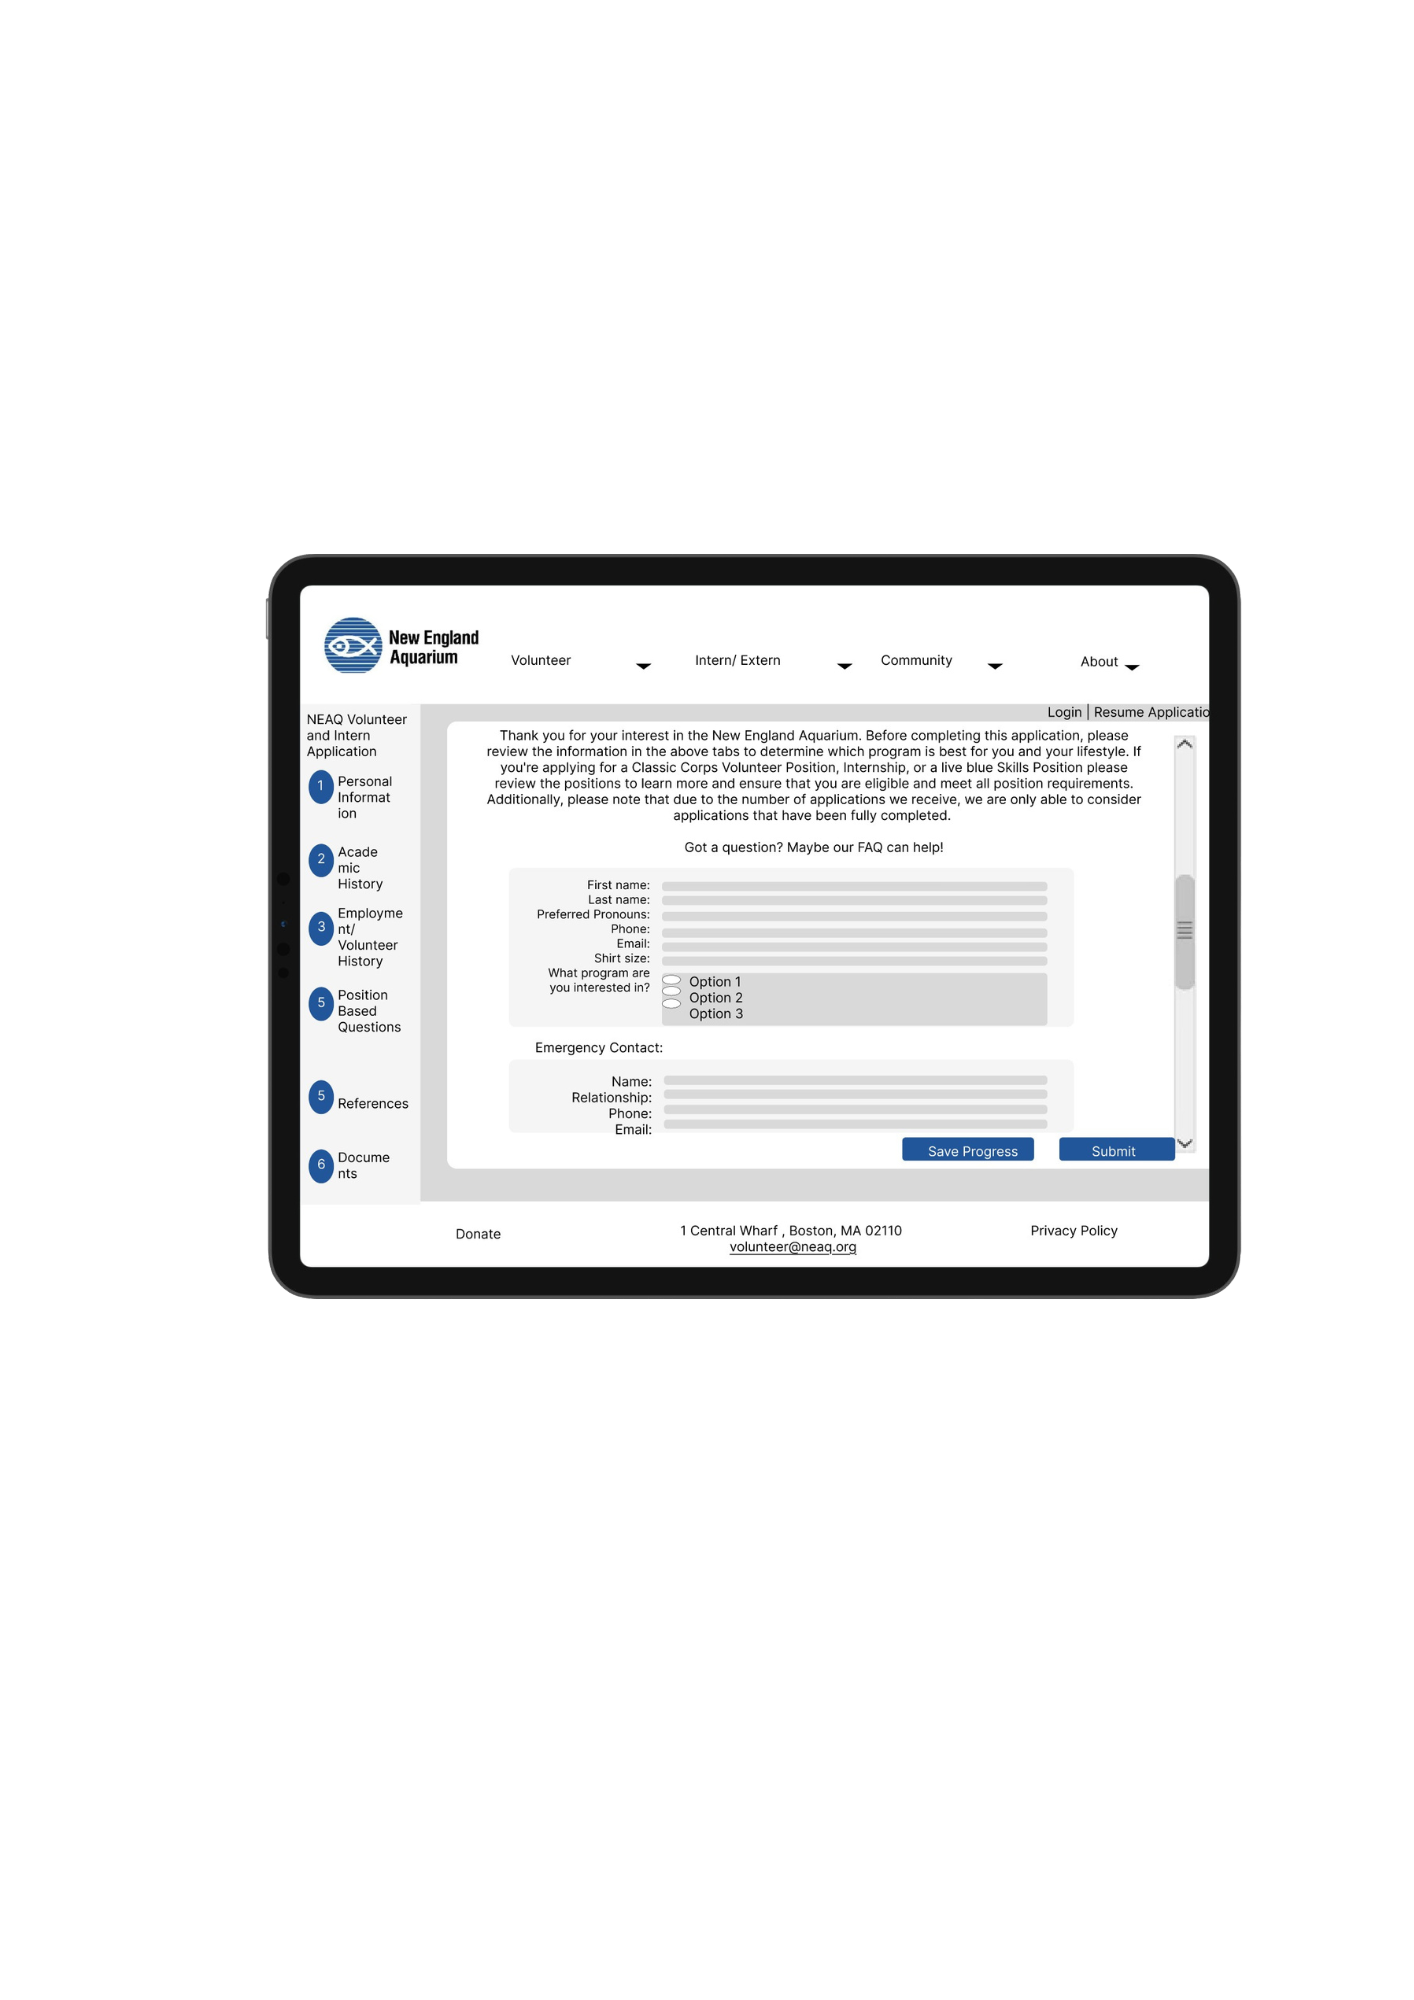 New England
Aquarium
Volunteer
Intern/ Extern
Community
About
Login | Resume Applicatio
NEAQ Volunteer
and Intern
Application
1
Personal
Informat
ion
2
Acade
mic
History
3
Employme
nt/
Volunteer
History
5
Position
Based
Questions
5
References
6
Docume
nts
Thank you for your interest in the New England Aquarium. Before completing this application, please
review the information in the above tabs to determine which program is best for you and your lifestyle. If
you're applying for a Classic Corps Volunteer Position, Internship, or a live blue Skills Position please
review the positions to learn more and ensure that you are eligible and meet all position requirements.
Additionally, please note that due to the number of applications we receive, we are only able to consider
applications that have been fully completed.
Got a question? Maybe our FAQ can help!
First name:
Last name:
Preferred Pronouns:
Phone:
Email:
Shirt size:
What program are
you interested in?
Option 1
Option 2
Option 3
Emergency Contact:
Name:
Relationship:
Phone:
Email:
Save Progress
Submit
Donate
1 Central Wharf , Boston, MA 02110
volunteer@neaq.org
Privacy Policy